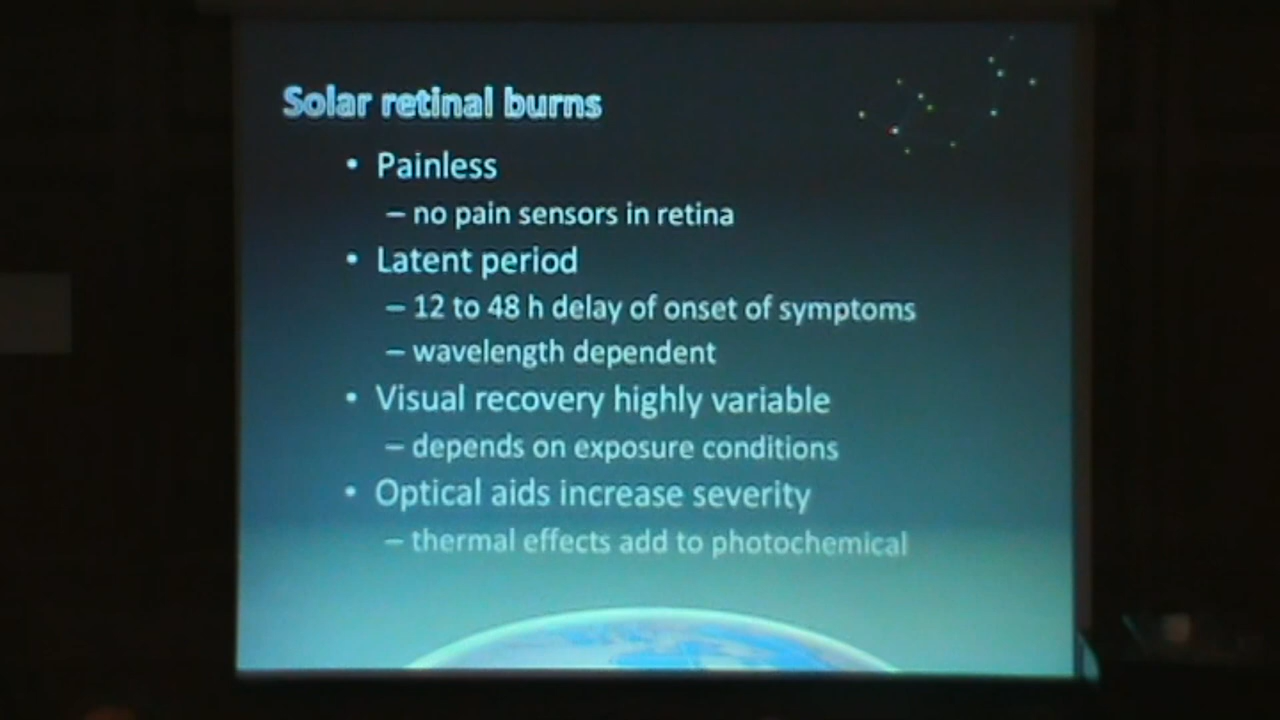 Solar retinal burns
• Painless
– no pain sensors in retina
• Latent period
– 12 to 48 h delay of onset of symptoms
– wavelength dependent
• Visual recovery highly variable
– depends on exposure conditions
• Optical aids increase severity
– thermal effects add to photochemical